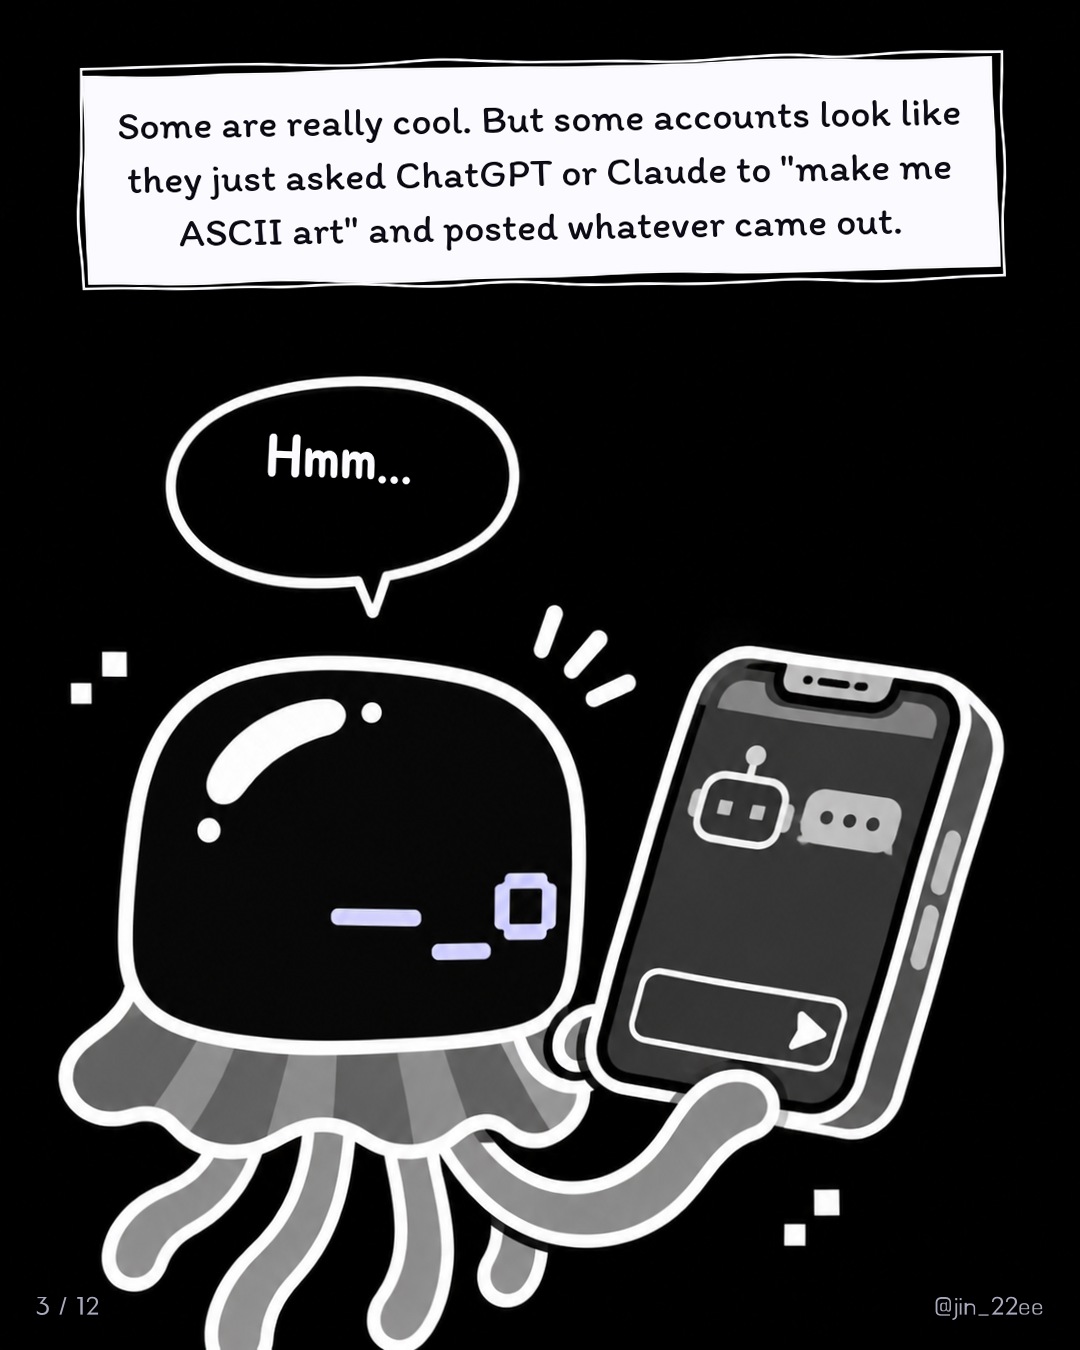 Some are really cool. But some accounts look like
they just asked ChatGPT or Claude to "make me
ASCII art" and posted whatever came out.
Hmm...
3 / 12
@jin_22ee